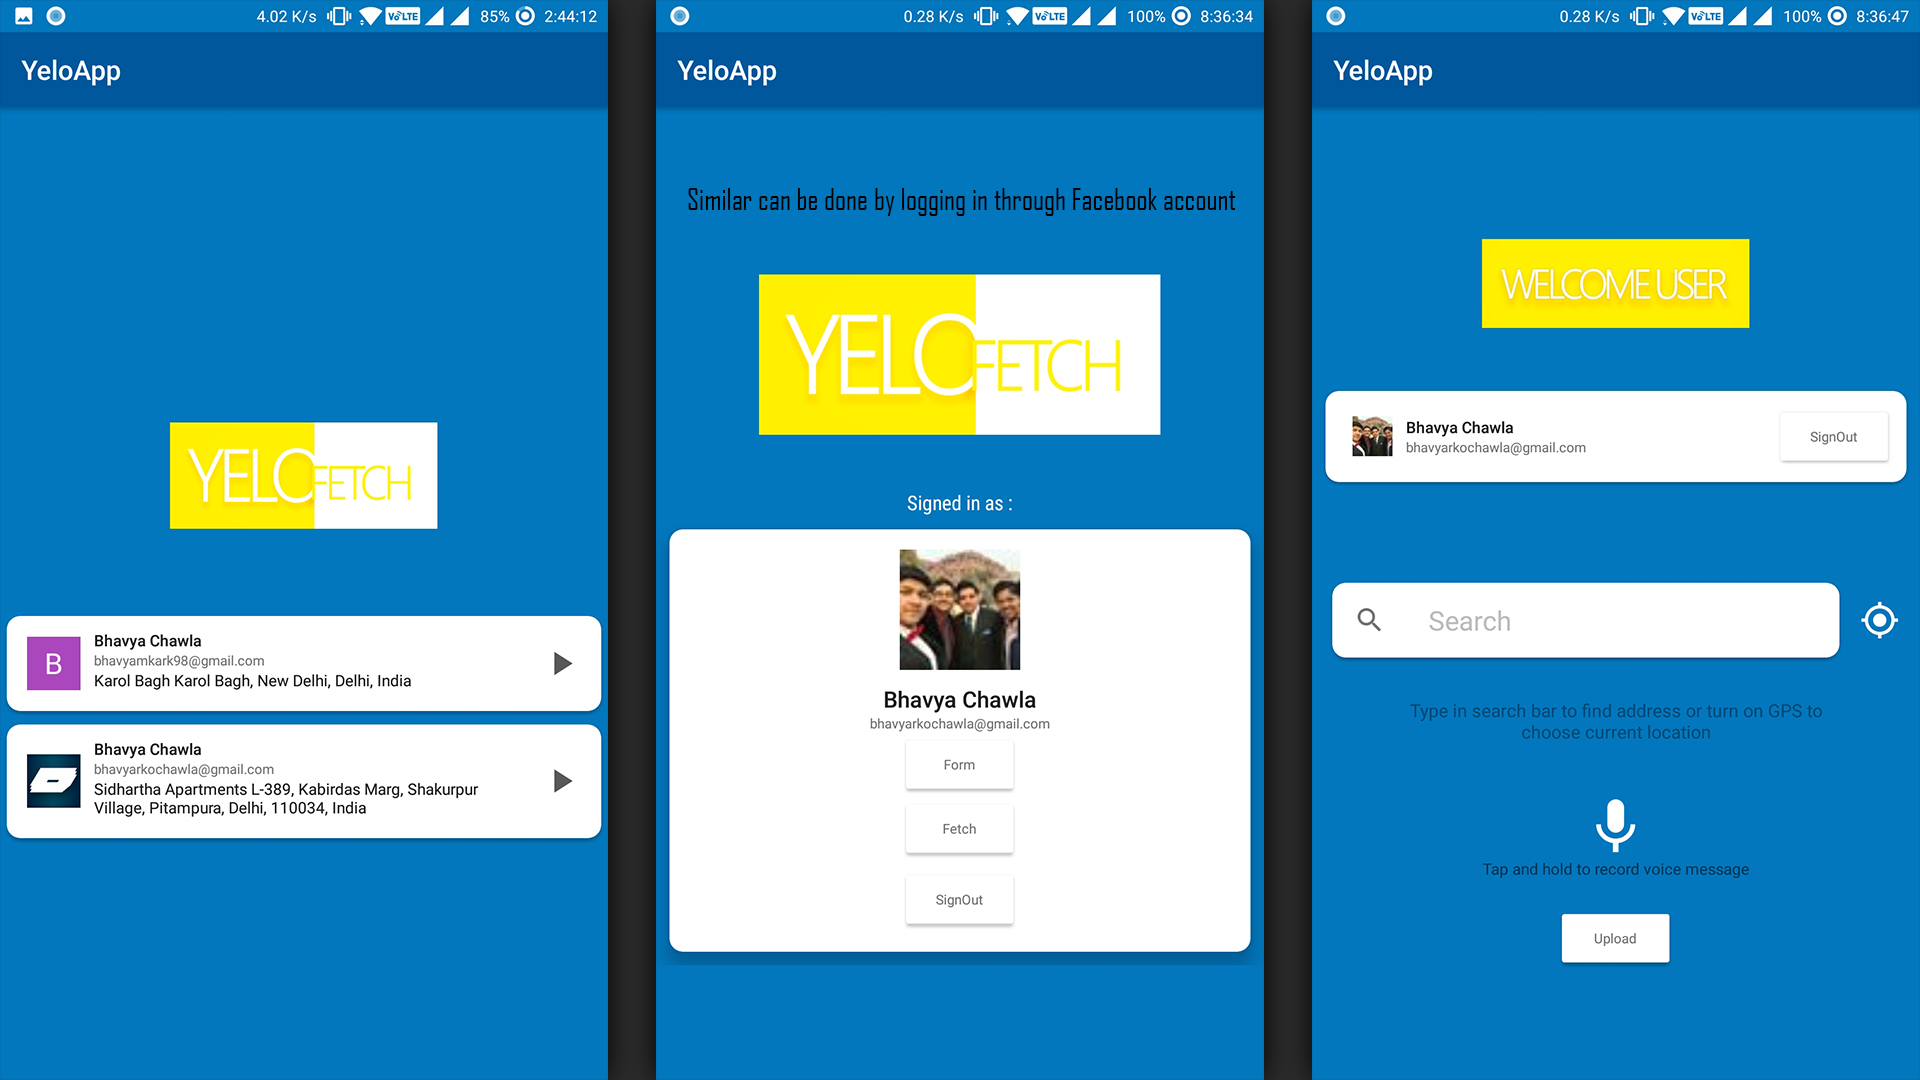 4.02 K/s VoLTE 85% 2:44:12
YeloApp
YELO FETCH
B
Bhavya Chawla
bhavyamkark98@gmail.com
Karol Bagh Karol Bagh, New Delhi, Delhi, India
Bhavya Chawla
bhavyarkochawla@gmail.com
Sidhartha Apartments L-389, Kabirdas Marg, Shakurpur
Village, Pitampura, Delhi, 110034, India
0.28 K/s VoLTE 100% 8:36:34
YeloApp
Similar can be done by logging in through Facebook account
YELO FETCH
Signed in as :
Bhavya Chawla
bhavyarkochawla@gmail.com
Form
Fetch
SignOut
0.28 K/s VoLTE 100% 8:36:47
YeloApp
WELCOME USER
Bhavya Chawla
bhavyarkochawla@gmail.com
SignOut
Search
Type in search bar to find address or turn on GPS to
choose current location
Tap and hold to record voice message
Upload